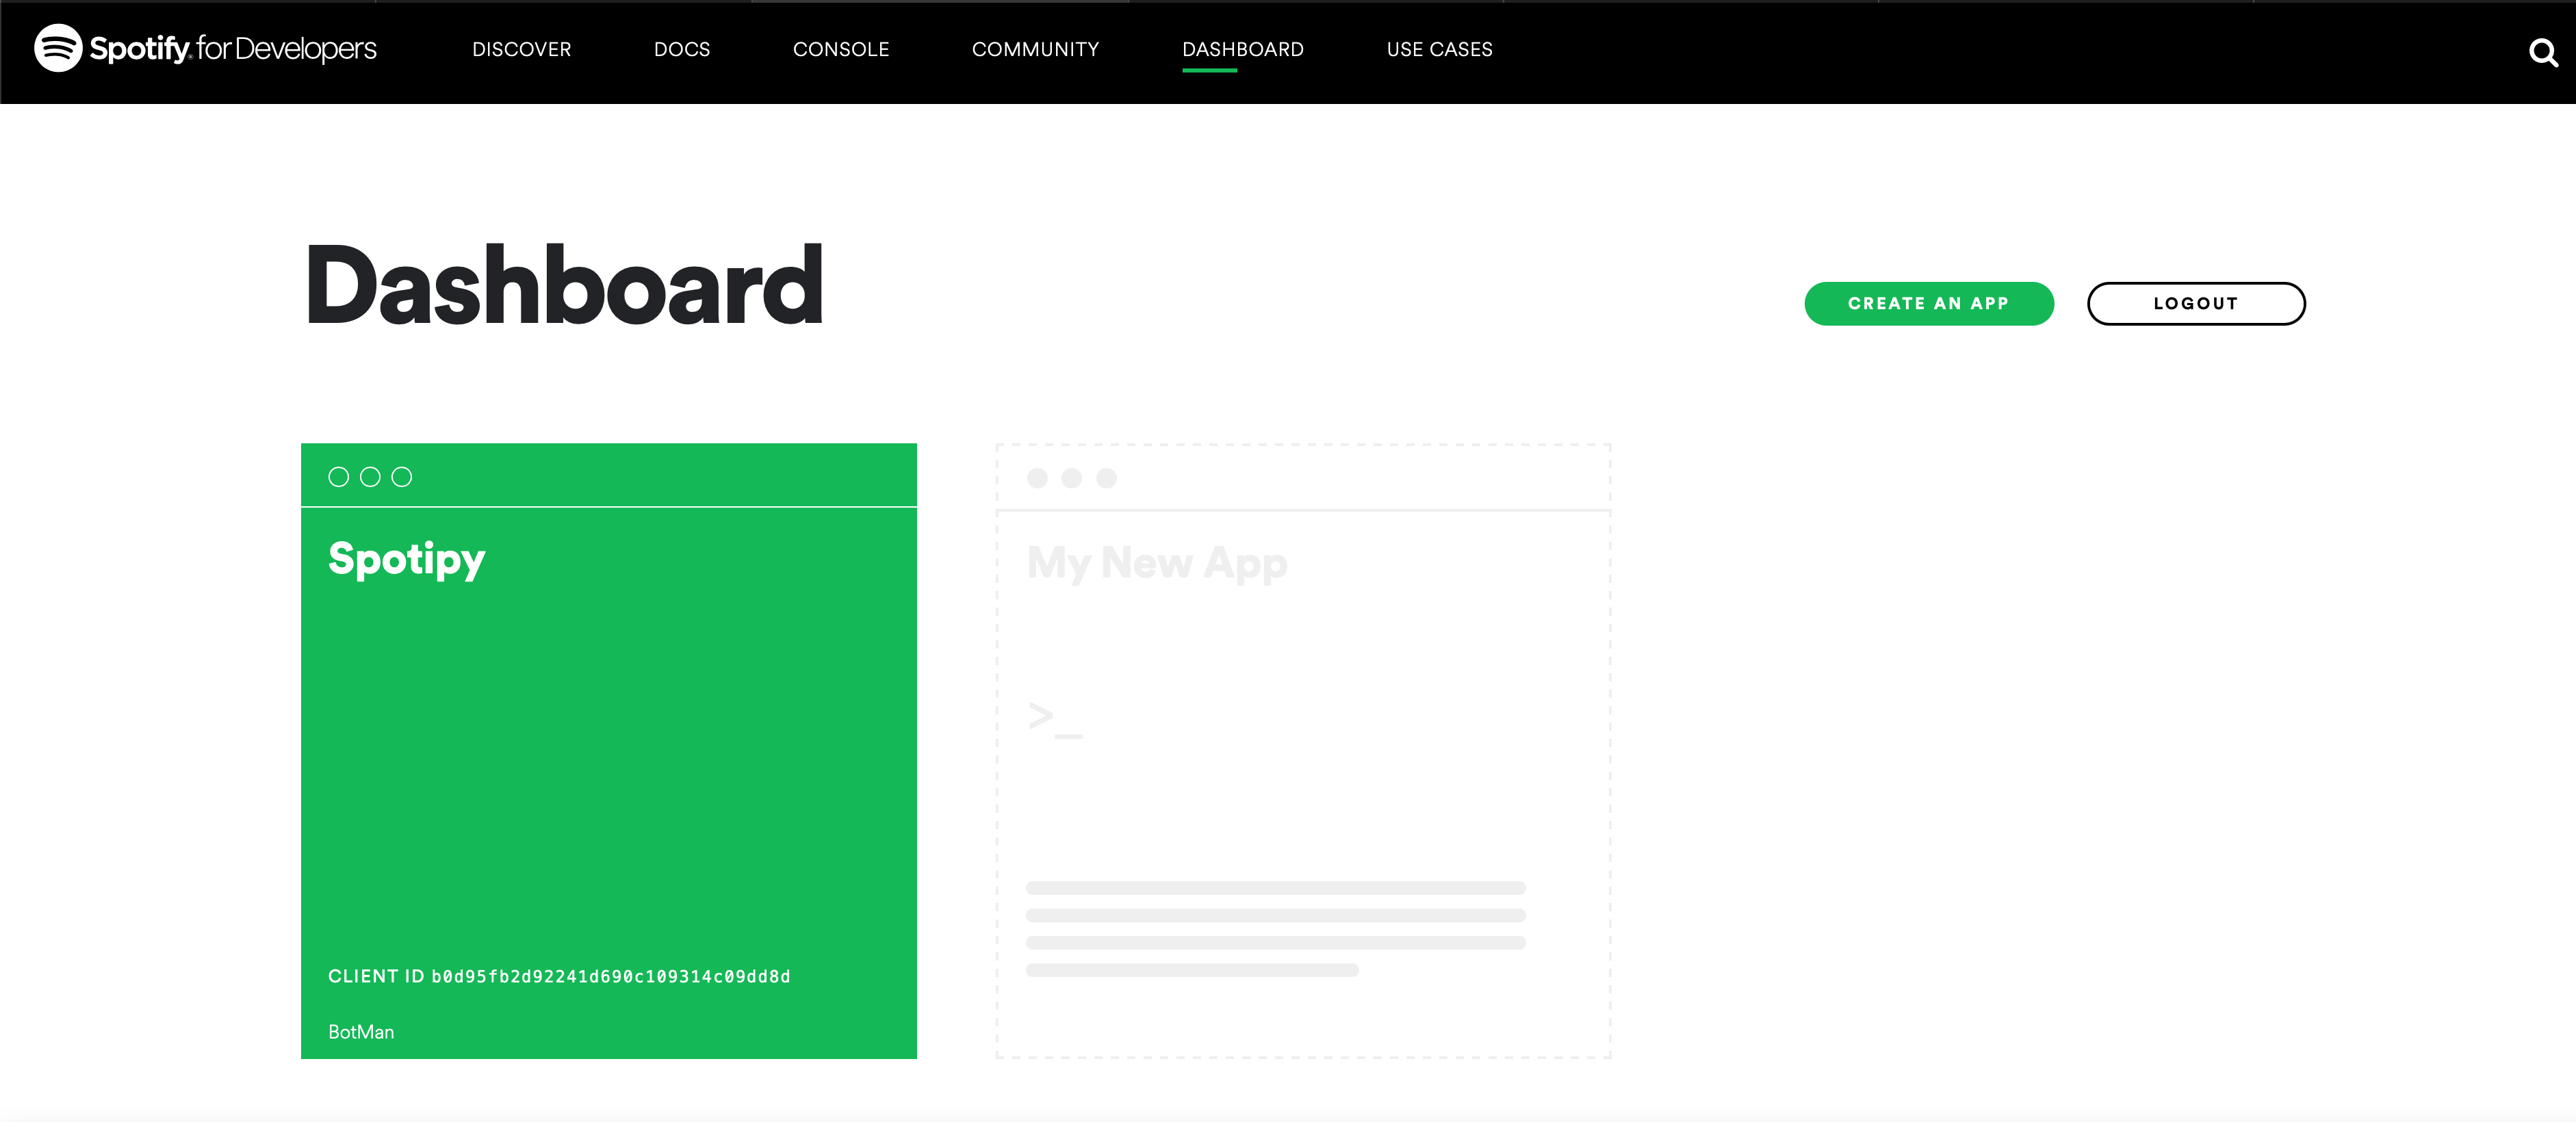 Spotify for Developers
DISCOVER
DOCS
CONSOLE
COMMUNITY
DASHBOARD
USE CASES
Dashboard
CREATE AN APP
LOGOUT
Spotipy
CLIENT ID b0d95fb2d92241d690c109314c09dd8d
BotMan
My New App
>_